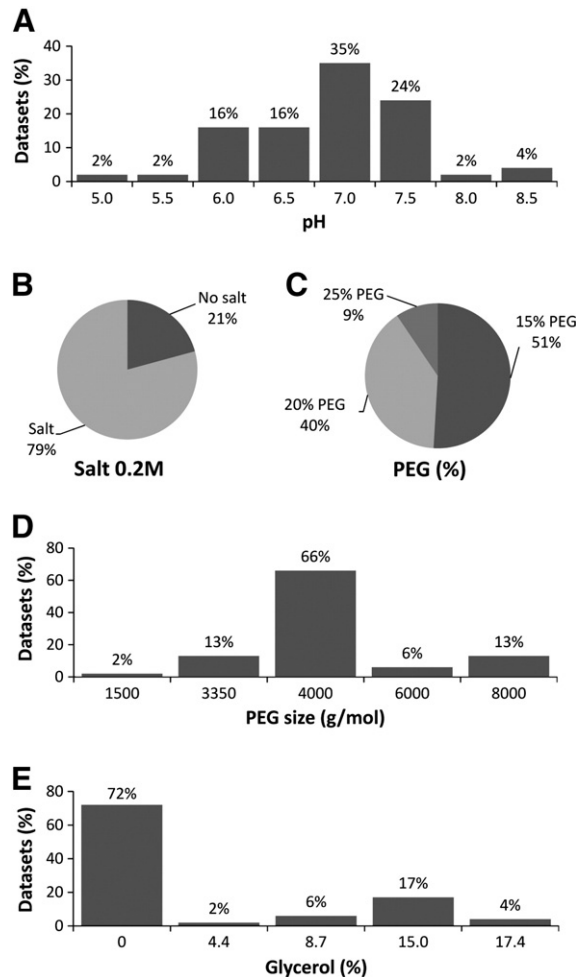 A
Datasets (%)
40
30
20
10
0
2%
2%
16%
16%
35%
24%
2%
4%
5.0 5.5 6.0 6.5 7.0 7.5 8.0 8.5
pH
B
No salt
21%
Salt
79%
Salt 0.2M
C
25% PEG
9%
15% PEG
51%
20% PEG
40%
PEG (%)
D
Datasets (%)
80
60
40
20
0
2%
13%
66%
6%
13%
1500 3350 4000 6000 8000
PEG size (g/mol)
E
Datasets (%)
80
60
40
20
0
72%
2%
6%
17%
4%
0 4.4 8.7 15.0 17.4
Glycerol (%)